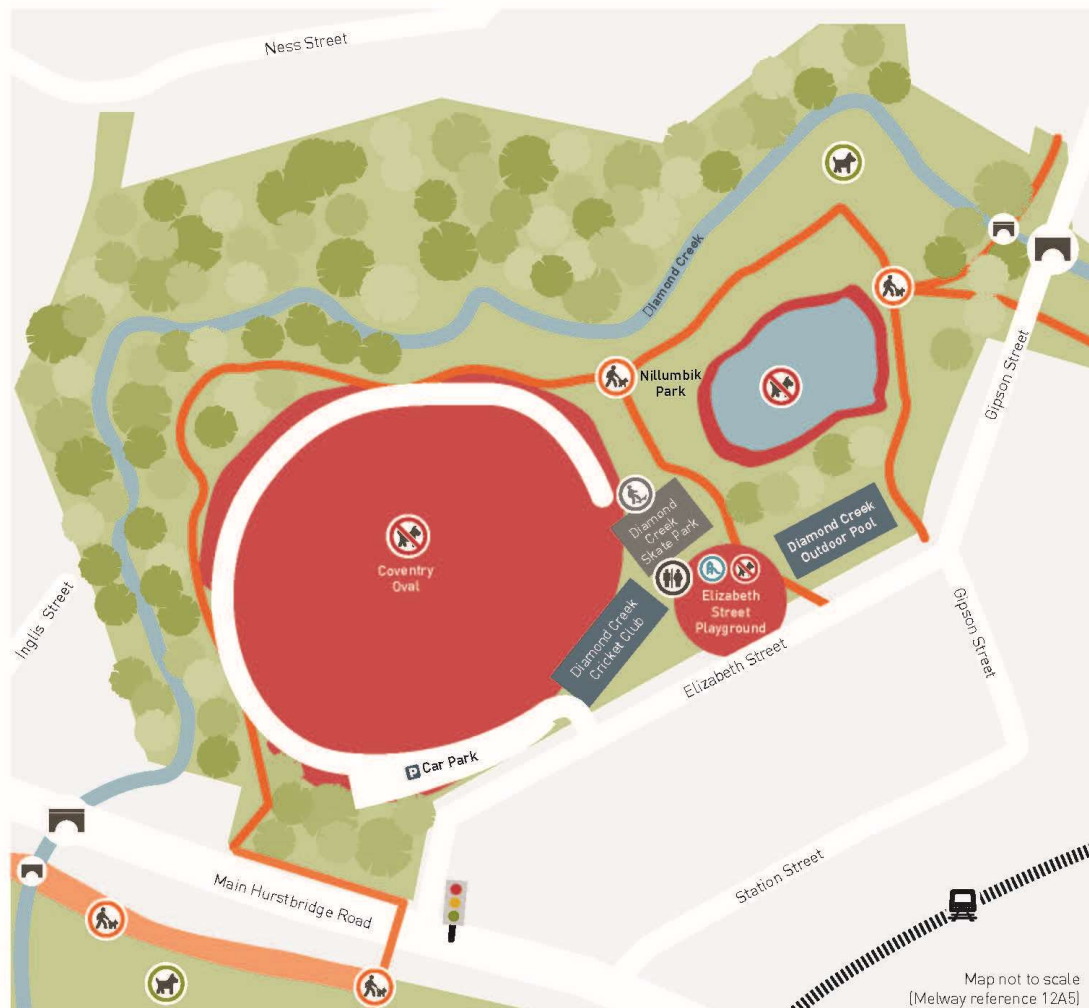 Ness Street
Diamond Creek
Nillumbik
Park
Gipson Street
Diamond
Creek
Skate Park
Diamond Creek
Outdoor Pool
Coventry
Oval
Elizabeth
Street
Playground
Diamond Creek
Cricket Club
Inglis Street
Elizabeth Street
Gipson Street
P Car Park
Main Hurstbridge Road
Station Street
Map not to scale
(Melway reference 12A5)